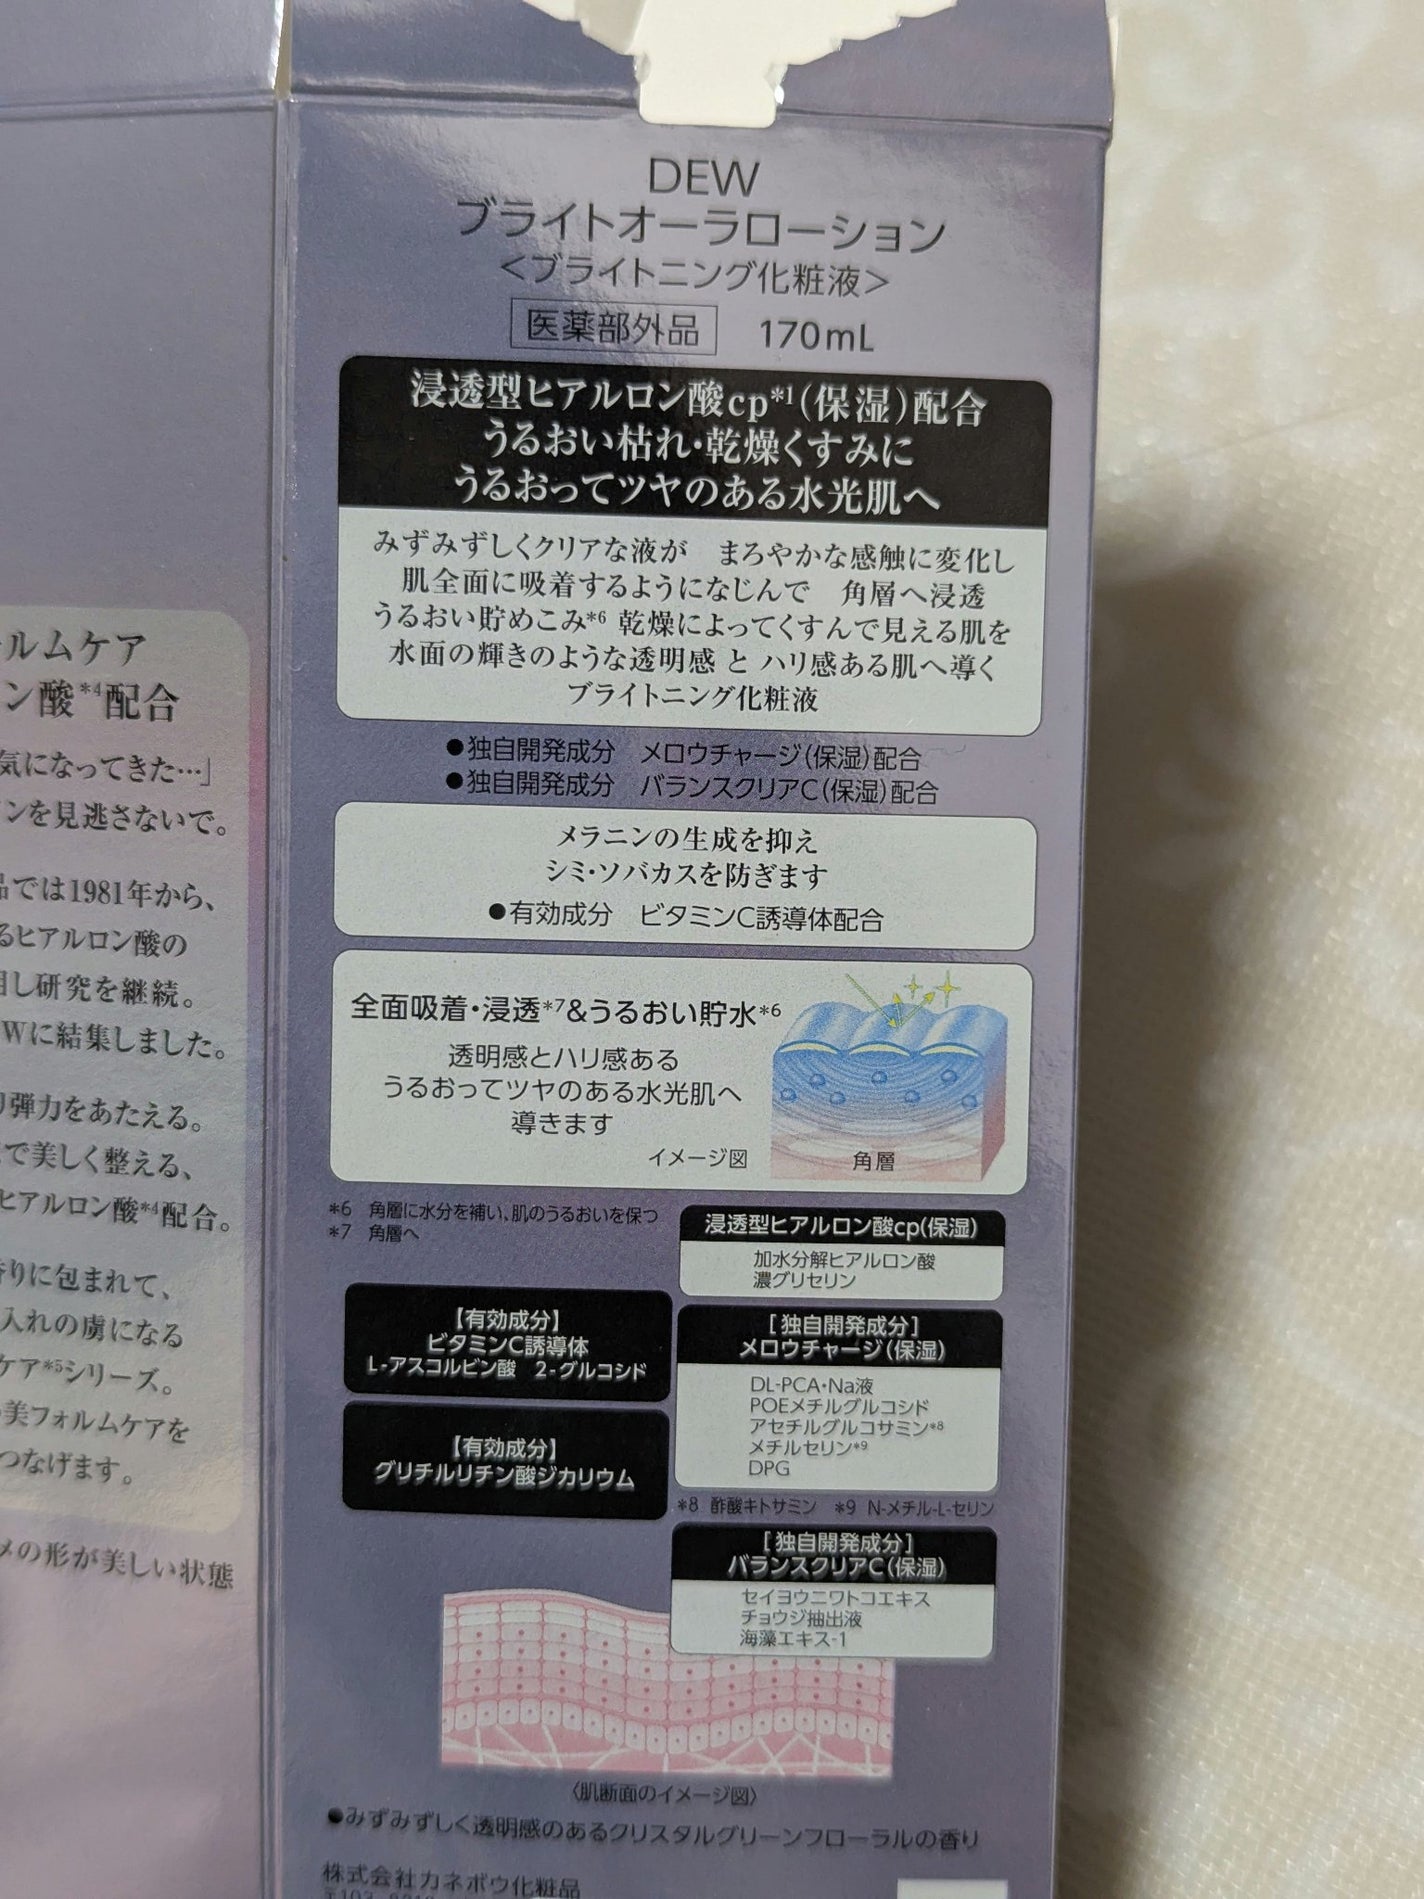 DEW
ブライトオーラローション
<ブライトニング化粧液>
医薬部外品 170mL
浸透型ヒアルロン酸cp*1(保湿)配合
うるおい枯れ・乾燥くすみに
うるおってツヤのある水光肌へ
みずみずしくクリアな液が まろやかな感触に変化し
肌全面に吸着するようになじんで 角層へ浸透
うるおい貯めこみ*6 乾燥によってくすんで見える肌を
水面の輝きのような透明感 と ハリ感ある肌へ導く
ブライトニング化粧液
●独自開発成分 メロウチャージ(保湿)配合
●独自開発成分 バランスクリアC(保湿)配合
メラニンの生成を抑え
シミ・ソバカスを防ぎます
●有効成分 ビタミンC誘導体配合
全面吸着・浸透*7&うるおい貯水*6
透明感とハリ感ある
うるおってツヤのある水光肌へ
導きます
イメージ図
角層
*6 角層に水分を補い、肌のうるおいを保つ
*7 角層へ
浸透型ヒアルロン酸cp(保湿)
加水分解ヒアルロン酸
濃グリセリン
【有効成分】
ビタミンC誘導体
L-アスコルビン酸 2-グルコシド
[独自開発成分]
メロウチャージ(保湿)
DL-PCA・Na液
POEメチルグルコシド
アセチルグルコサミン*8
メチルセリン*9
DPG
【有効成分】
グリチルリチン酸ジカリウム
*8 酢酸キトサミン *9 N-メチル-L-セリン
[独自開発成分]
バランスクリアC(保湿)
セイヨウニワトコエキス
チョウジ抽出液
海藻エキス-1
〈肌断面のイメージ図〉
●みずみずしく透明感のあるクリスタルグリーンフローラルの香り
株式会社カネボウ化粧品
ルムケア
ン酸*4配合
気になってきた…」
ンを見逃さないで。
では1981年から、
るヒアルロン酸の
し研究を継続。
Wに結集しました。
弾力をあたえる。
で美しく整える、
ヒアルロン酸*4配合。
りに包まれて、
入れの虜になる
ケア*5シリーズ。
美フォルムケアを
つなげます。
メの形が美しい状態